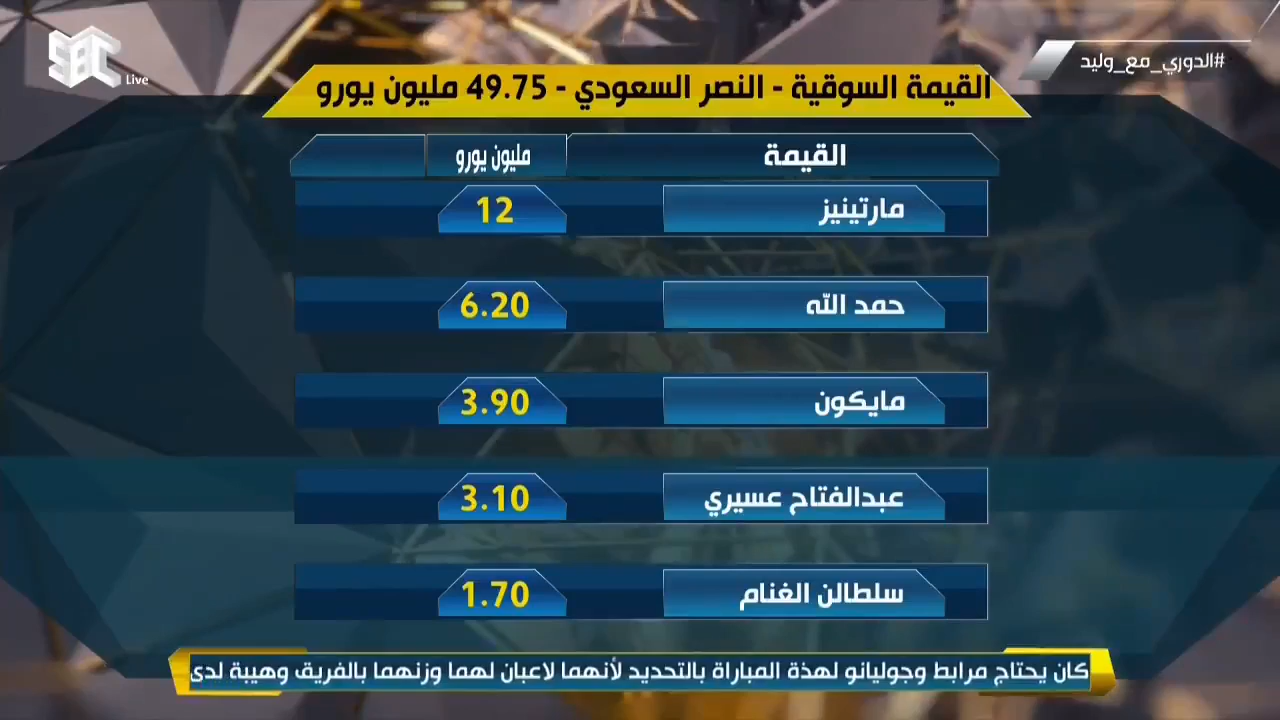 SBC Live
#الدوري_مع_وليد
القيمة السوقية - النصر السعودي - 49.75 مليون يورو
القيمة مليون يورو
مارتينيز 12
حمد الله 6.20
مايكون 3.90
عبدالفتاح عسيري 3.10
سلطالن الغنام 1.70
كان يحتاج مرابط وجوليانو لهذة المباراة بالتحديد لأنهما لاعبان لهما وزنهما بالفريق وهيبة لدى